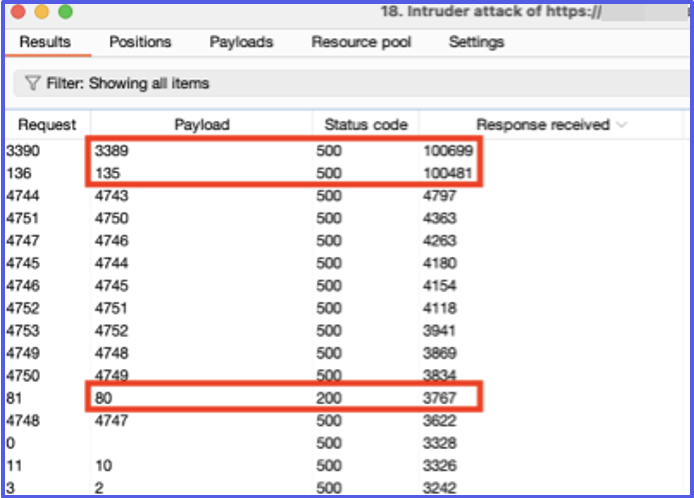 18. Intruder attack of https://
Results Positions Payloads Resource pool Settings
Filter: Showing all items
Request Payload Status code Response received
3390 3389 500 100699
136 135 500 100481
4744 4743 500 4797
4751 4750 500 4363
4747 4746 500 4263
4745 4744 500 4180
4746 4745 500 4154
4752 4751 500 4118
4753 4752 500 3941
4749 4748 500 3869
4750 4749 500 3834
81 80 200 3767
4748 4747 500 3622
0 500 3328
11 10 500 3326
3 2 500 3242